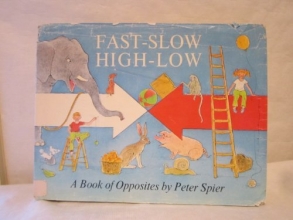 FAST-SLOW
HIGH-LOW
A Book of Opposites by Peter Spier